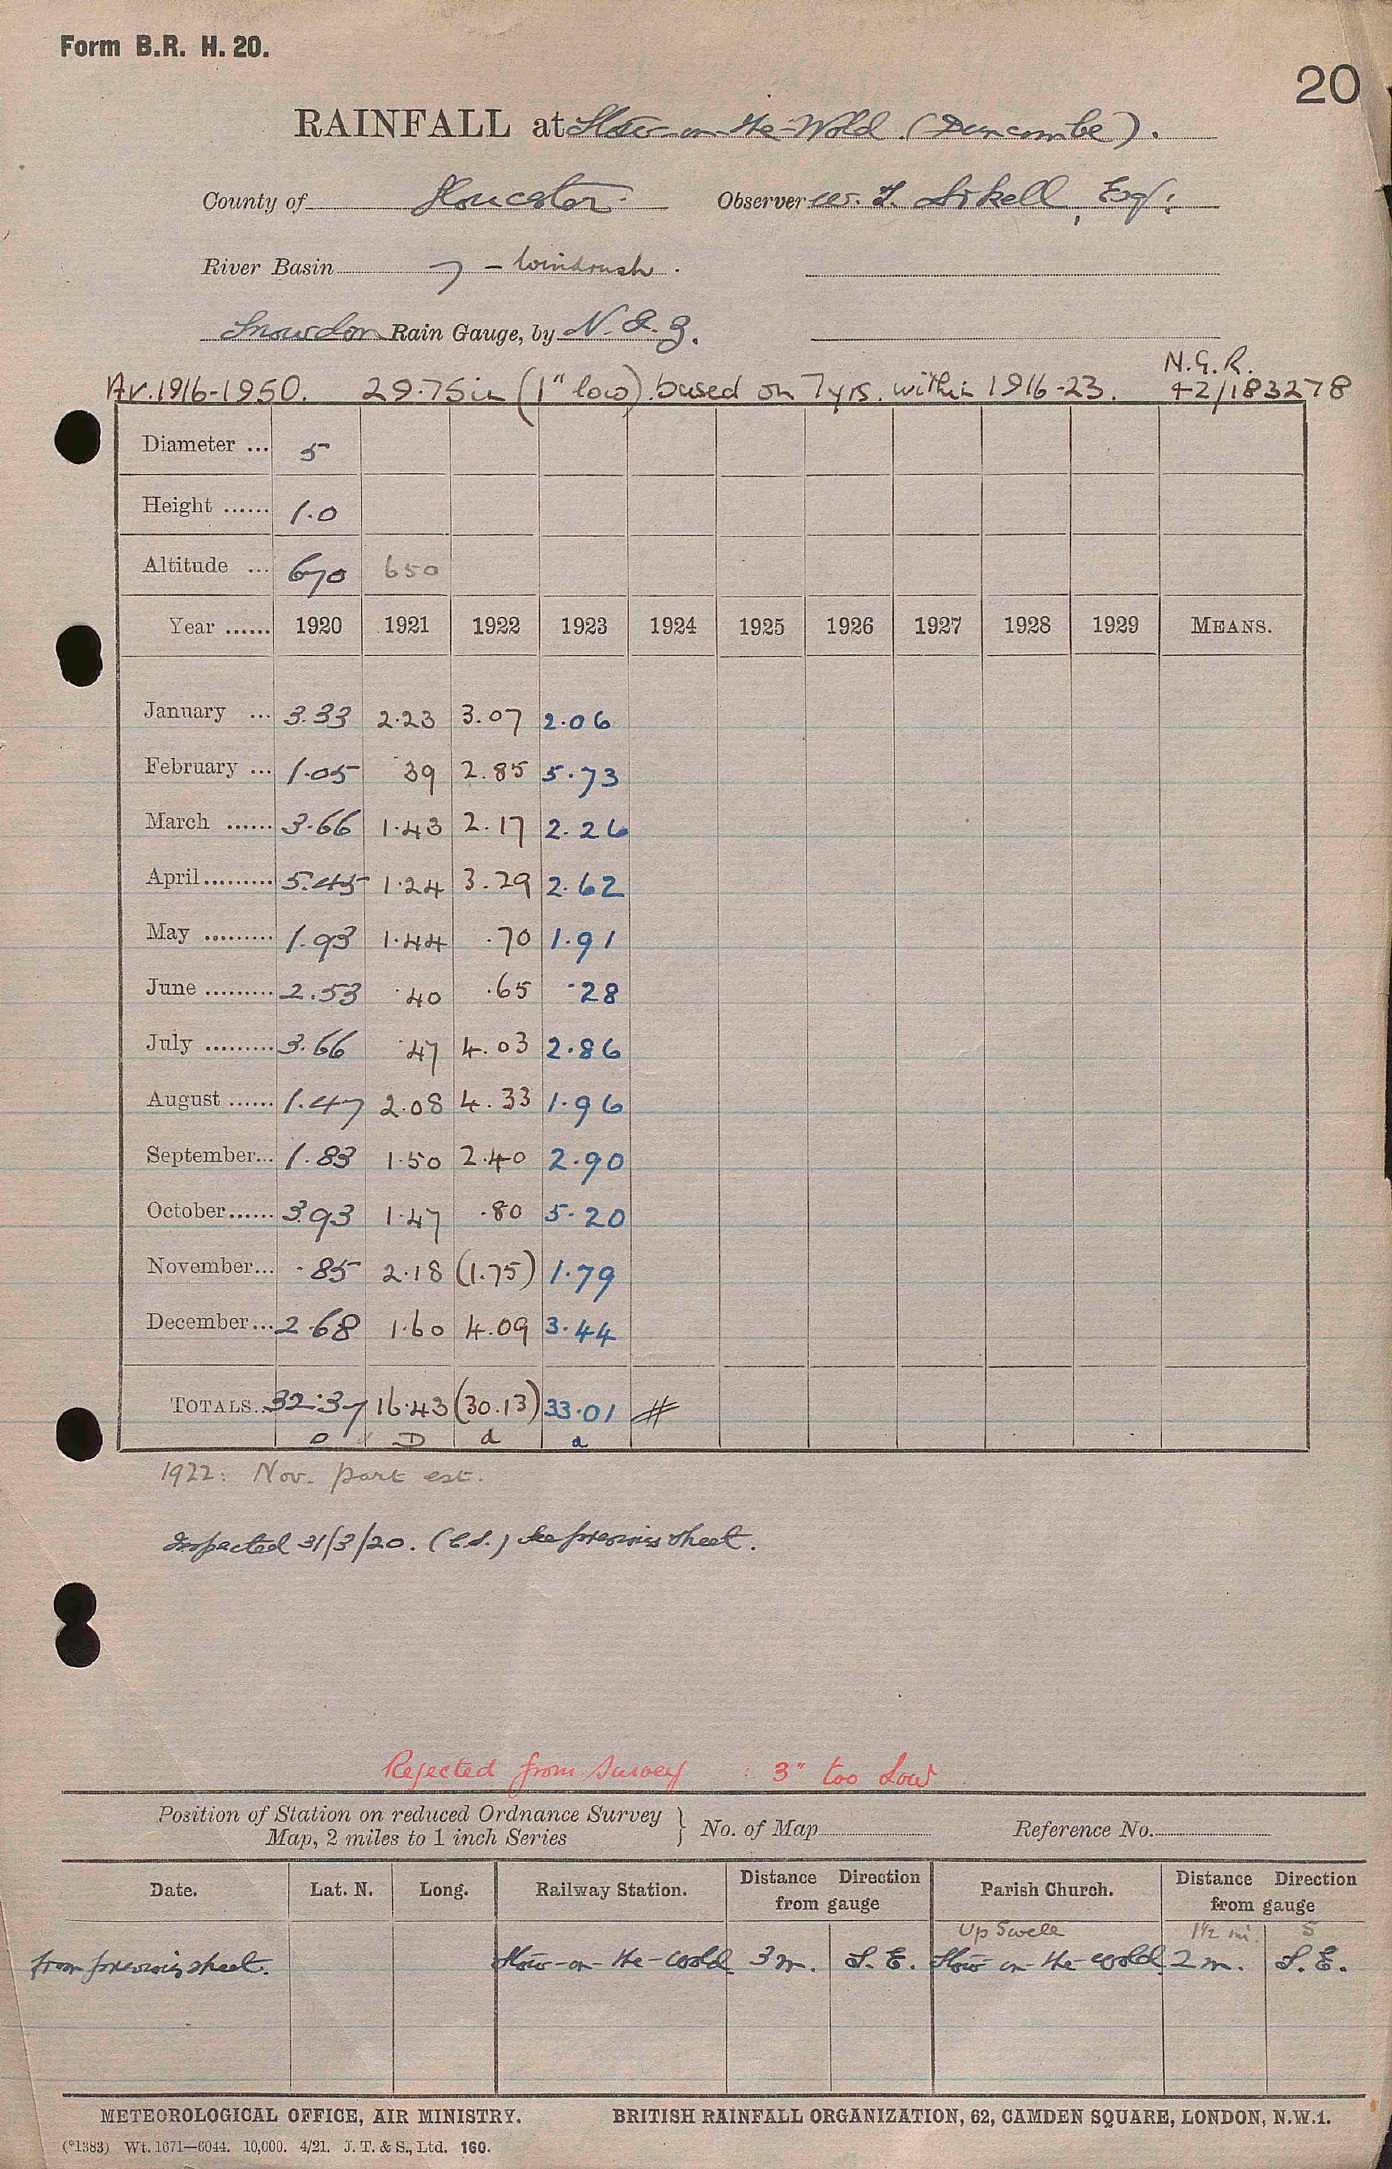 Form B.R. H. 20.
20
RAINFALL at Stow-on-the-Wold (Duncombe).
County of Gloucester. Observer W. T. Esq:
River Basin 7 - Windrush.
Snowdon Rain Gauge, by N. & Z.
Av. 1916-1950. 29.75 in (1" low) based on 7 yrs. within 1916-23. N.G.R. 42/183278
Diameter ... 5
Height ...... 1.0
Altitude ... 670 650
Year ...... 1920 1921 1922 1923 1924 1925 1926 1927 1928 1929 MEANS.
January ... 3.33 2.23 3.07 2.06
February ... 1.05 .39 2.85 5.73
March ...... 3.66 1.43 2.17 2.26
April ......... 5.45 1.24 3.29 2.62
May ......... 1.93 1.44 .70 1.91
June ......... 2.53 .40 .65 .28
July ......... 3.66 .47 4.03 2.86
August ...... 1.47 2.08 4.33 1.96
September... 1.83 1.50 2.40 2.90
October ...... 3.93 1.47 .80 5.20
November... .85 2.18 (1.75) 1.79
December... 2.68 1.60 4.09 3.44
TOTALS.. 32.37 16.43 (30.13) 33.01 #
D D d a
1922: Nov. part est.
Inspected 31/3/20. (C.S.) See previous sheet.
Rejected from Survey : 3" too Low
Position of Station on reduced Ordnance Survey
Map, 2 miles to 1 inch Series } No. of Map Reference No.
Date. Lat. N. Long. Railway Station. Distance Direction from gauge Parish Church. Distance Direction from gauge
Up Swell 1½ mi. S
from previous sheet. Stow-on-the-Wold 3 m. S.E. Stow-on-the-Wold 2 m. S.E.
METEOROLOGICAL OFFICE, AIR MINISTRY. BRITISH RAINFALL ORGANIZATION, 62, CAMDEN SQUARE, LONDON, N.W.1.
(*1383) Wt. 1671—6044. 10,000. 4/21. J. T. & S., Ltd. 160.